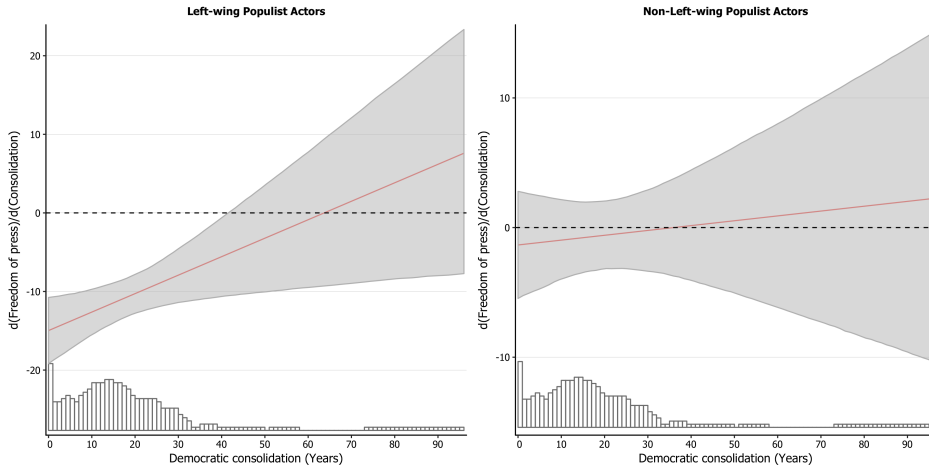 Left-wing Populist Actors
d(Freedom of press)/d(Consolidation)
20
10
0
-10
-20
0 10 20 30 40 50 60 70 80 90
Democratic consolidation (Years)
Non-Left-wing Populist Actors
d(Freedom of press)/d(Consolidation)
10
0
-10
0 10 20 30 40 50 60 70 80 90
Democratic consolidation (Years)